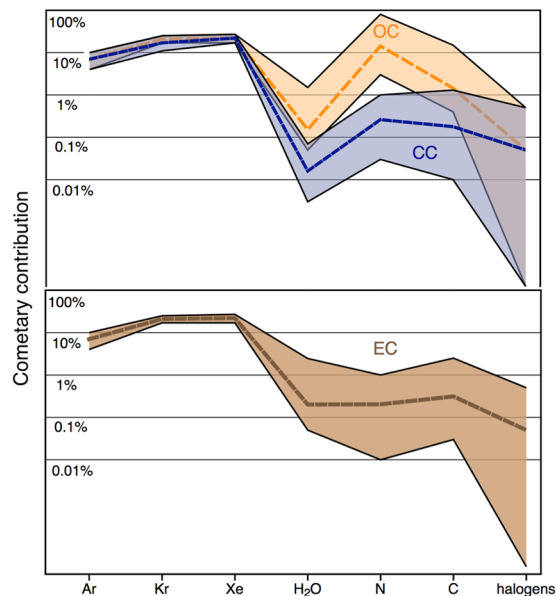 Cometary contribution
100%
OC
10%
1%
0.1%
CC
0.01%
100%
10%
EC
1%
0.1%
0.01%
Ar Kr Xe H₂O N C halogens